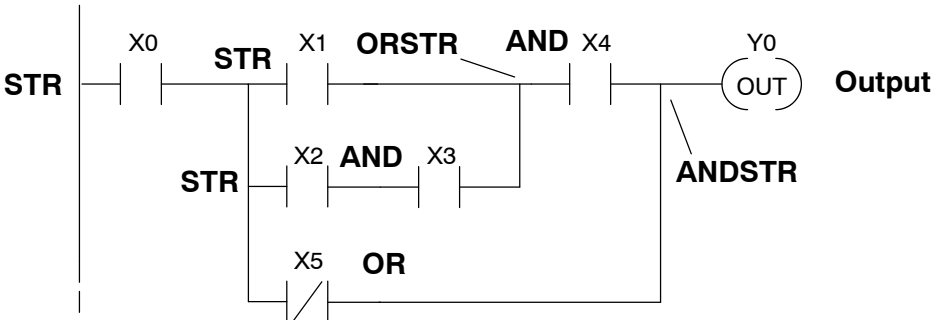 X0 STR X1 ORSTR AND X4 Y0
STR OUT Output
X2 AND X3 ANDSTR
STR
X5 OR